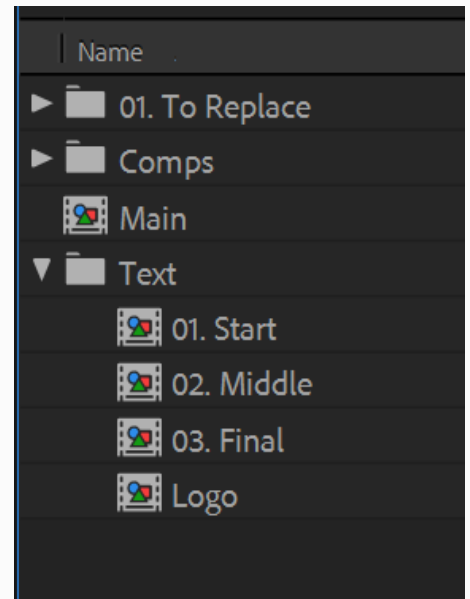 Name
01. To Replace
Comps
Main
Text
01. Start
02. Middle
03. Final
Logo